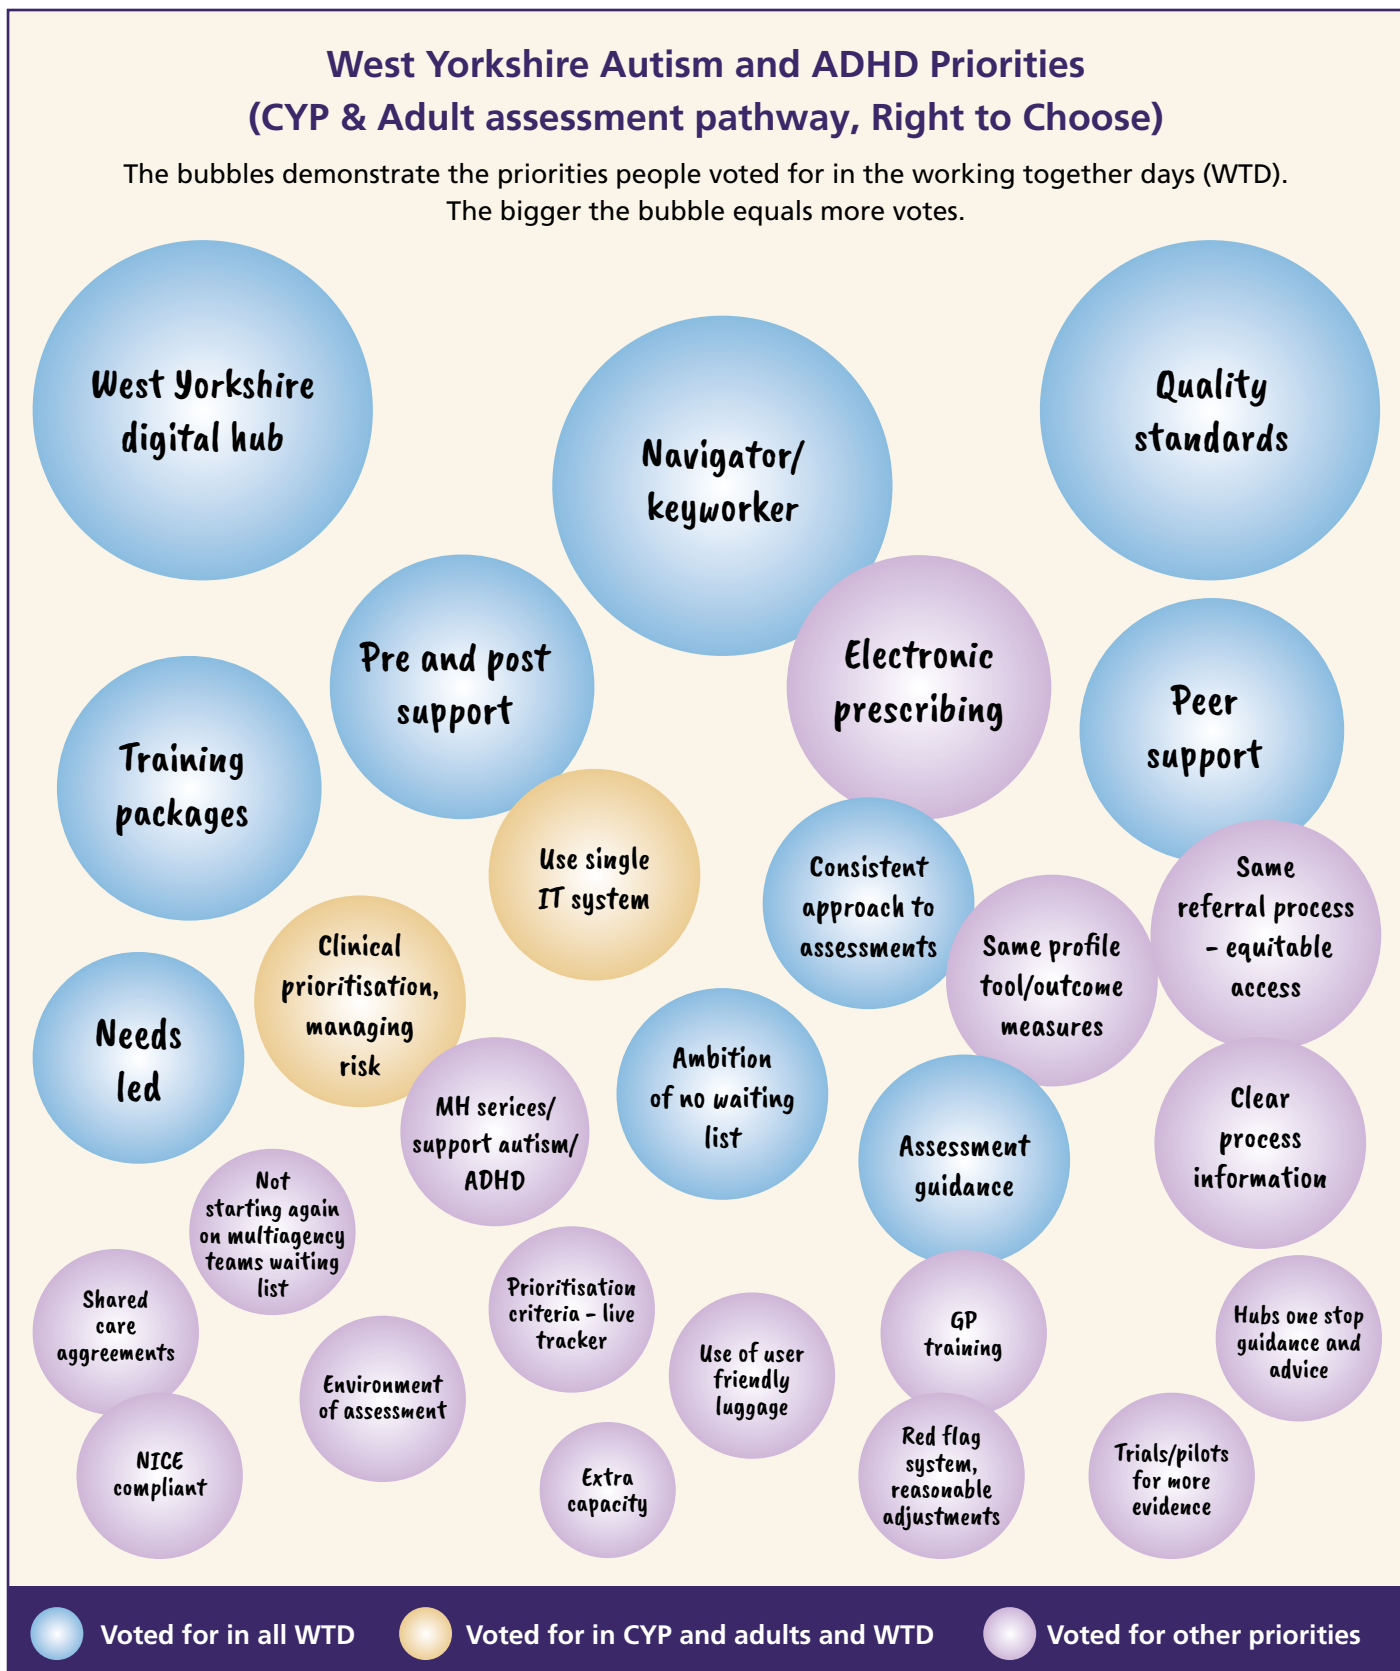 West Yorkshire Autism and ADHD Priorities
(CYP & Adult assessment pathway, Right to Choose)
The bubbles demonstrate the priorities people voted for in the working together days (WTD).
The bigger the bubble equals more votes.
West Yorkshire
digital hub
Navigator/
keyworker
Quality
standards
Pre and post
support
Electronic
prescribing
Peer
support
Training
packages
Use single
IT system
Consistent
approach to
assessments
Same
referral process
- equitable
access
Clinical
prioritisation,
managing
risk
Same profile
tool/outcome
measures
Needs
led
Ambition
of no waiting
list
MH serices/
support autism/
ADHD
Assessment
guidance
Clear
process
information
Not
starting again
on multiagency
teams waiting
list
Shared
care
aggreements
Prioritisation
criteria – live
tracker
GP
training
Hubs one stop
guidance and
advice
Environment
of assessment
Use of user
friendly
luggage
NICE
compliant
Extra
capacity
Red flag
system,
reasonable
adjustments
Trials/pilots
for more
evidence
Voted for in all WTD
Voted for in CYP and adults and WTD
Voted for other priorities